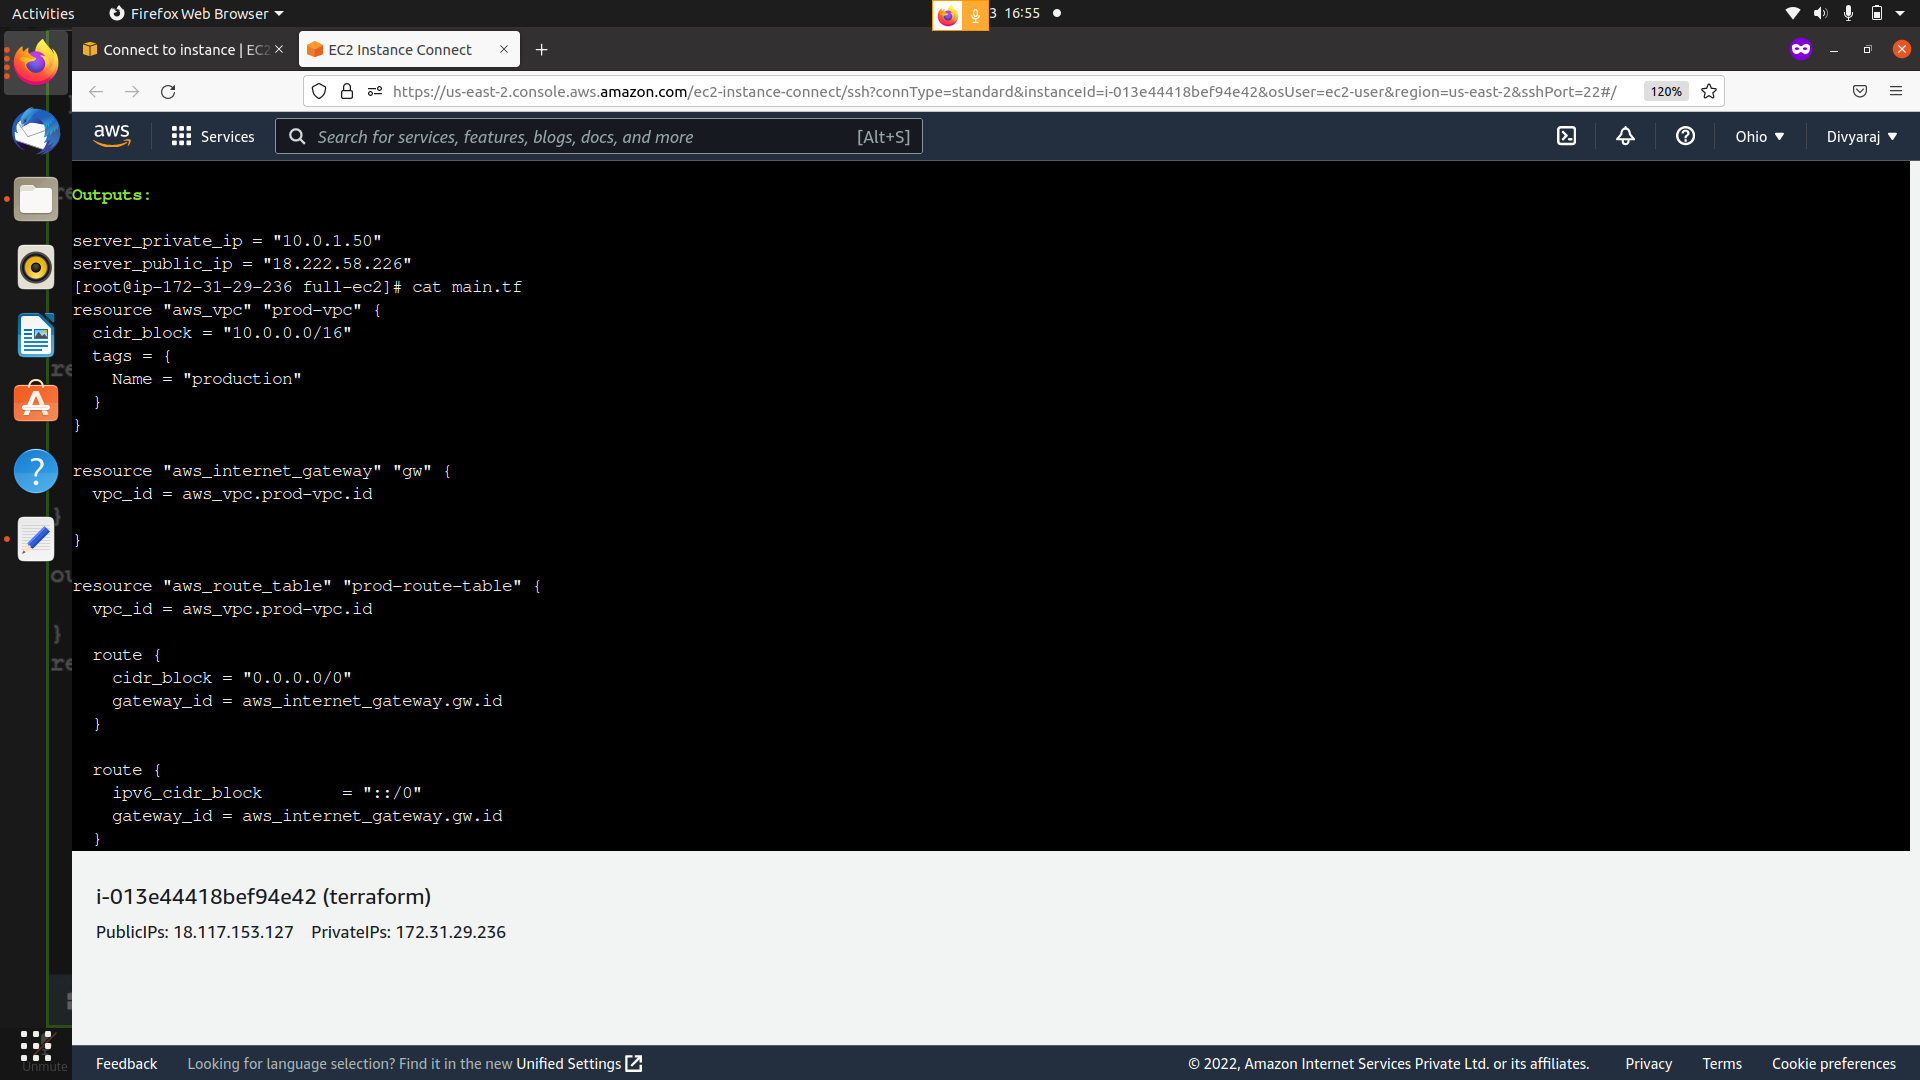 Activities
Firefox Web Browser
3 16:55
Connect to instance | EC2
EC2 Instance Connect
https://us-east-2.console.aws.amazon.com/ec2-instance-connect/ssh?connType=standard&instanceId=i-013e44418bef94e42&osUser=ec2-user&region=us-east-2&sshPort=22#/
120%
aws
Services
Search for services, features, blogs, docs, and more
[Alt+S]
Ohio
Divyaraj
Outputs:
server_private_ip = "10.0.1.50"
server_public_ip = "18.222.58.226"
[root@ip-172-31-29-236 full-ec2]# cat main.tf
resource "aws_vpc" "prod-vpc" {
  cidr_block = "10.0.0.0/16"
  tags = {
    Name = "production"
  }
}
resource "aws_internet_gateway" "gw" {
  vpc_id = aws_vpc.prod-vpc.id
}
resource "aws_route_table" "prod-route-table" {
  vpc_id = aws_vpc.prod-vpc.id
  route {
    cidr_block = "0.0.0.0/0"
    gateway_id = aws_internet_gateway.gw.id
  }
  route {
    ipv6_cidr_block        = "::/0"
    gateway_id = aws_internet_gateway.gw.id
  }
i-013e44418bef94e42 (terraform)
PublicIPs: 18.117.153.127 PrivateIPs: 172.31.29.236
Unmute
Feedback
Looking for language selection? Find it in the new Unified Settings
© 2022, Amazon Internet Services Private Ltd. or its affiliates.
Privacy
Terms
Cookie preferences